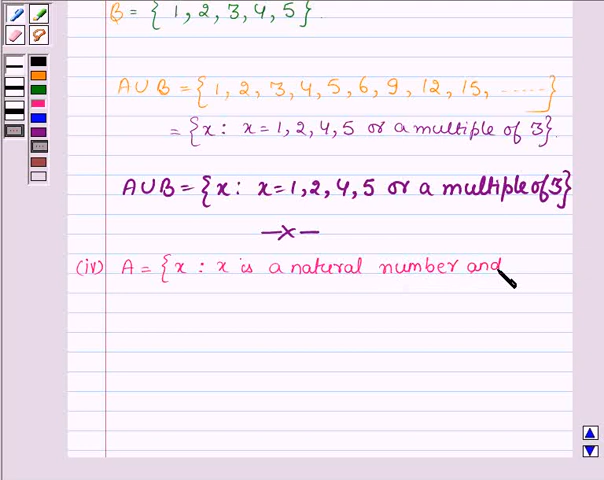 B = { 1, 2, 3, 4, 5 }.
A ∪ B = { 1, 2, 3, 4, 5, 6, 9, 12, 15, ...... }
= {x : x = 1, 2, 4, 5 or a multiple of 3}.
A ∪ B = {x : x = 1, 2, 4, 5 or a multiple of 3}
—x—
(iv) A = {x : x is a natural number and